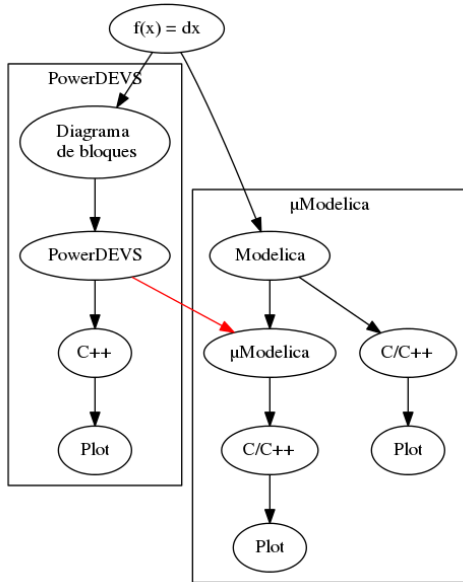 f(x) = dx
PowerDEVS
Diagrama
de bloques
µModelica
PowerDEVS
Modelica
C++
µModelica
C/C++
Plot
C/C++
Plot
Plot